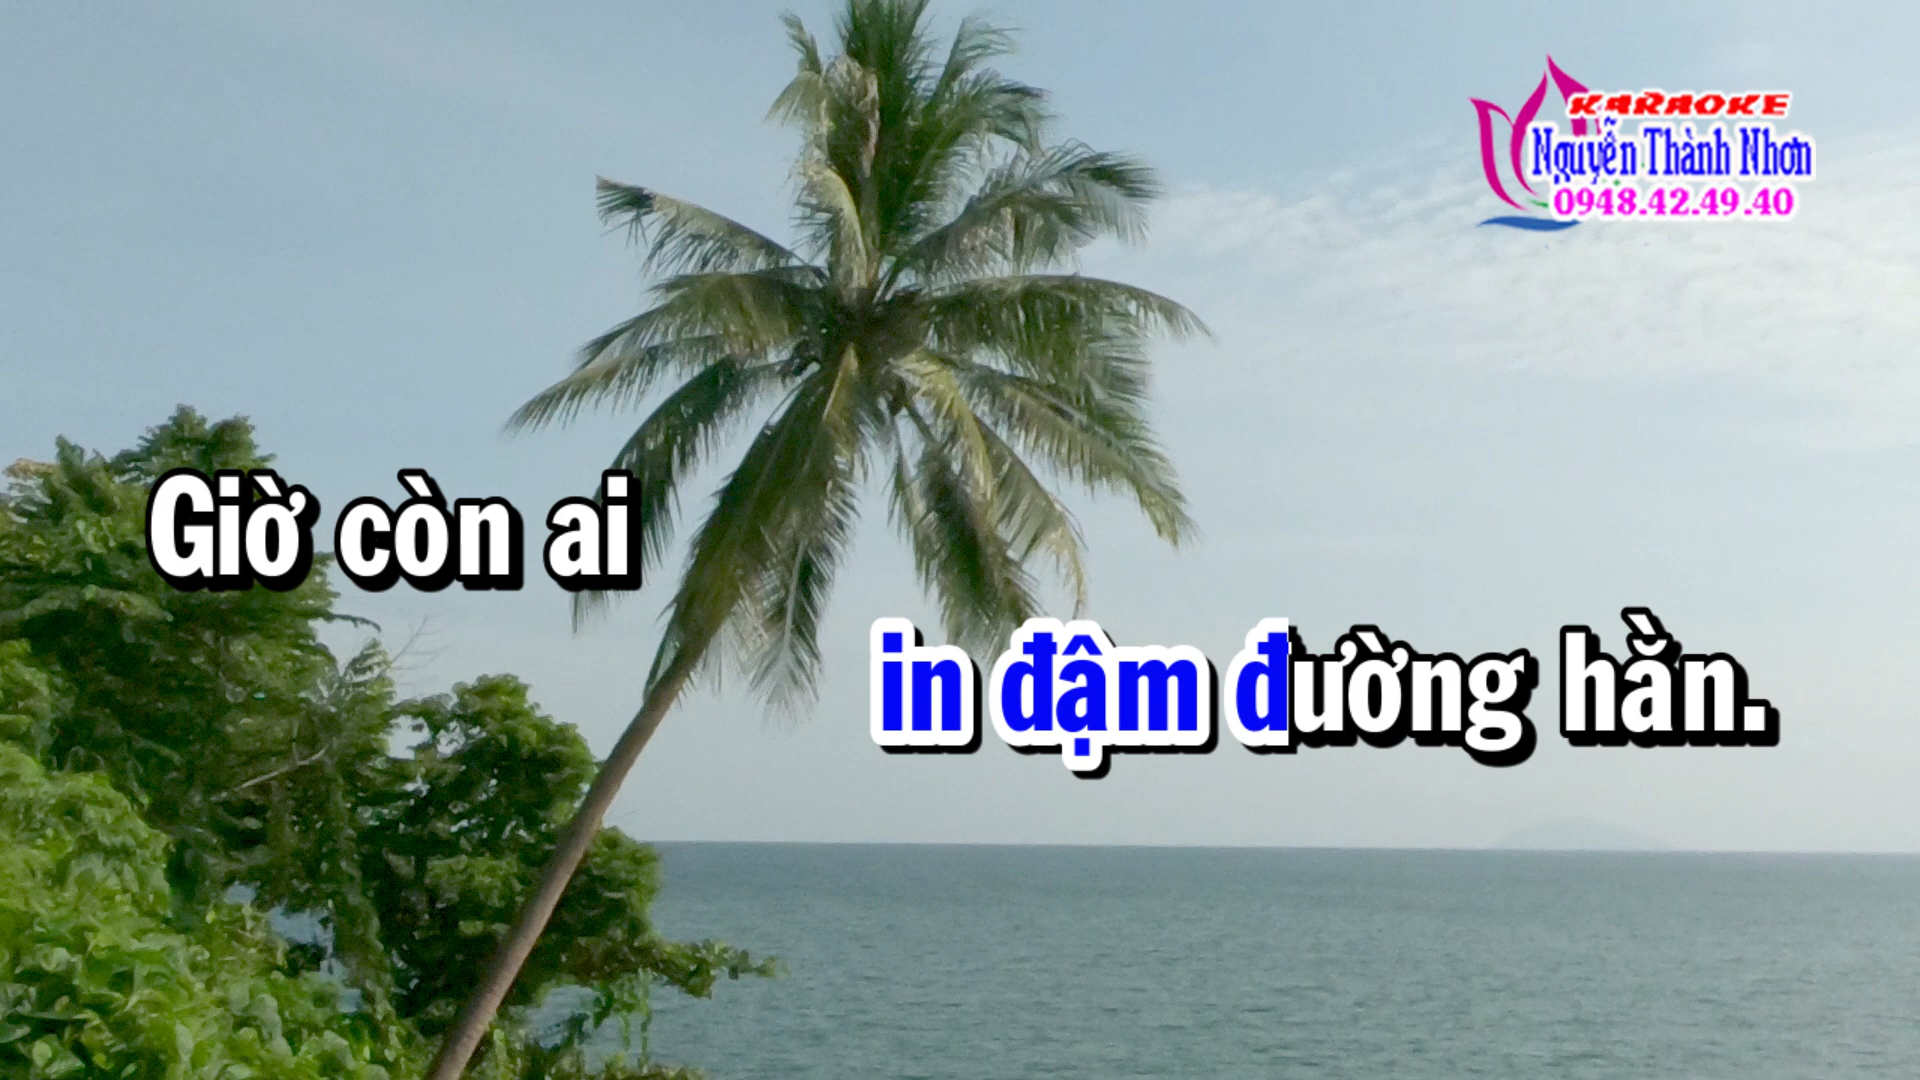 KARAOKE
Nguyễn Thành Nhơn
0948.42.49.40
Giờ còn ai
in đậm đường hằn.